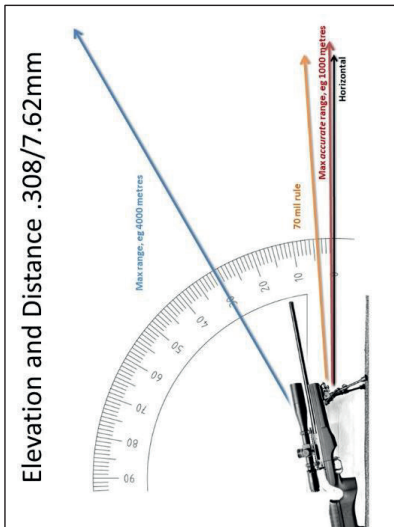 Elevation and Distance .308/7.62mm
Max range, eg 4000 metres
70 mil rule
Max accurate range, eg 1000 metres
Horizontal
90
80
70
60
50
40
30
20
10
0